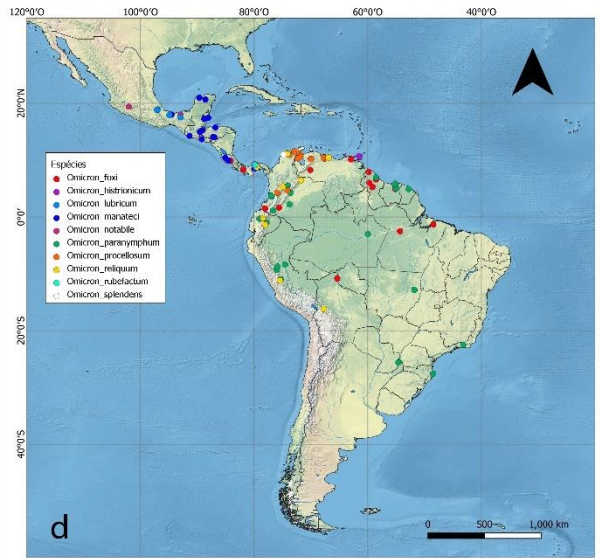 120°0'O
100°0'O
80°0'O
60°0'O
40°0'O
20°0'N
0°0'
20°0'S
40°0'S
Espécies
Omicron_foxi
Omicron_histrionicum
Omicron_lubricum
Omicron_manateci
Omicron_notabile
Omicron_paranymphum
Omicron_procellosum
Omicron_reliquum
Omicron_rubefactum
Omicron_splendens
d
0 500 1,000 km